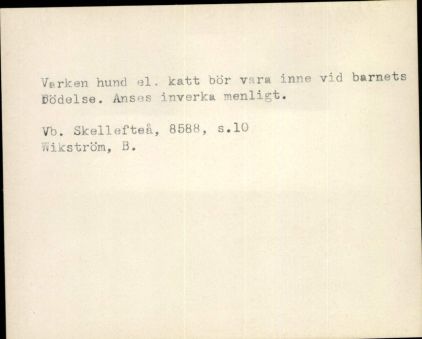 Varken hund el. katt bör vara inne vid barnets
födelse. Anses inverka menligt.
Vb. Skellefteå, 8588, s.10
Wikström, B.